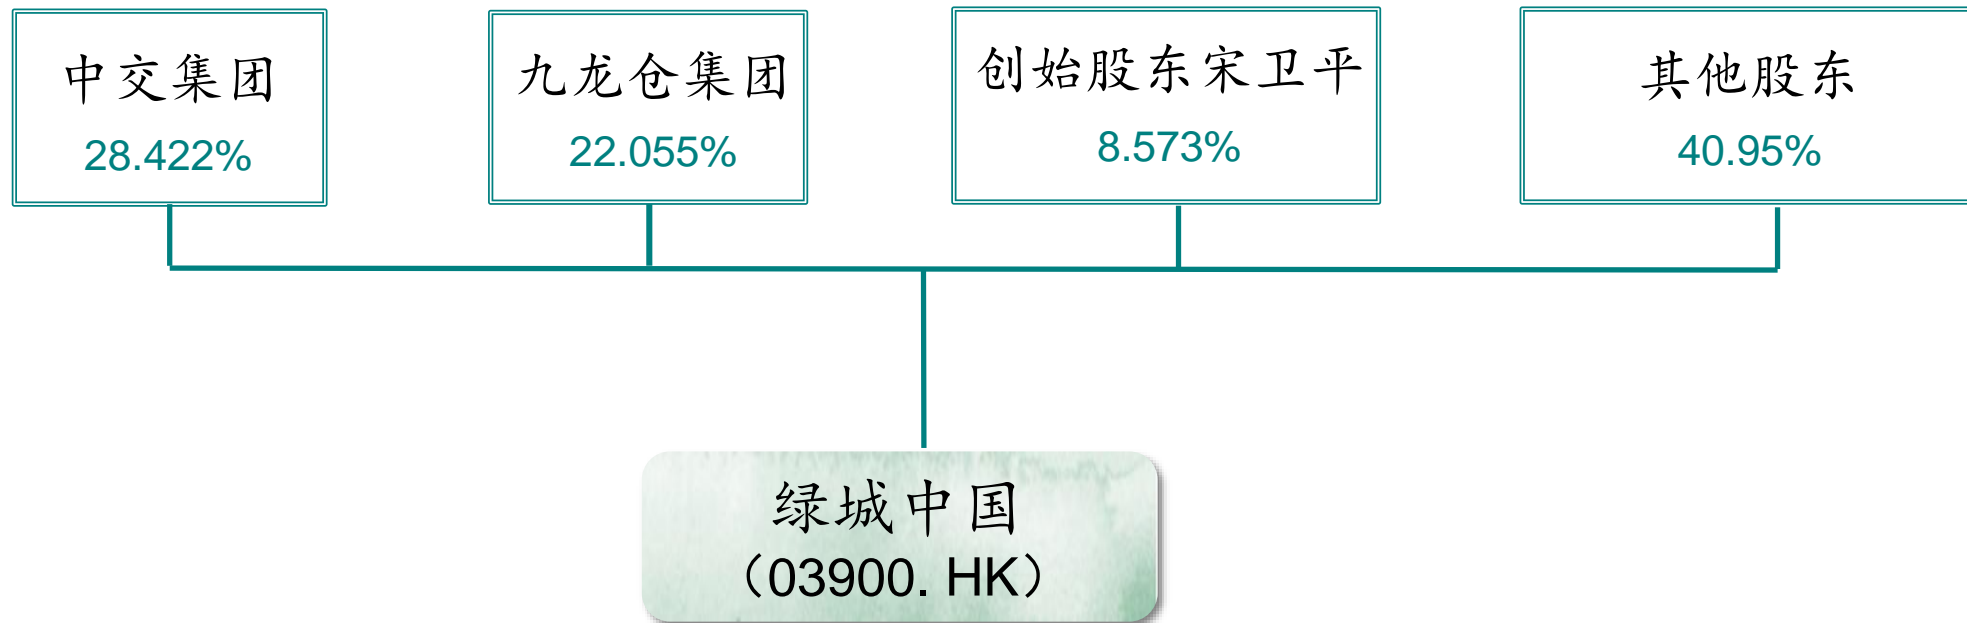 中交集团
28.422%
九龙仓集团
22.055%
创始股东宋卫平
8.573%
其他股东
40.95%
绿城中国
（03900. HK）